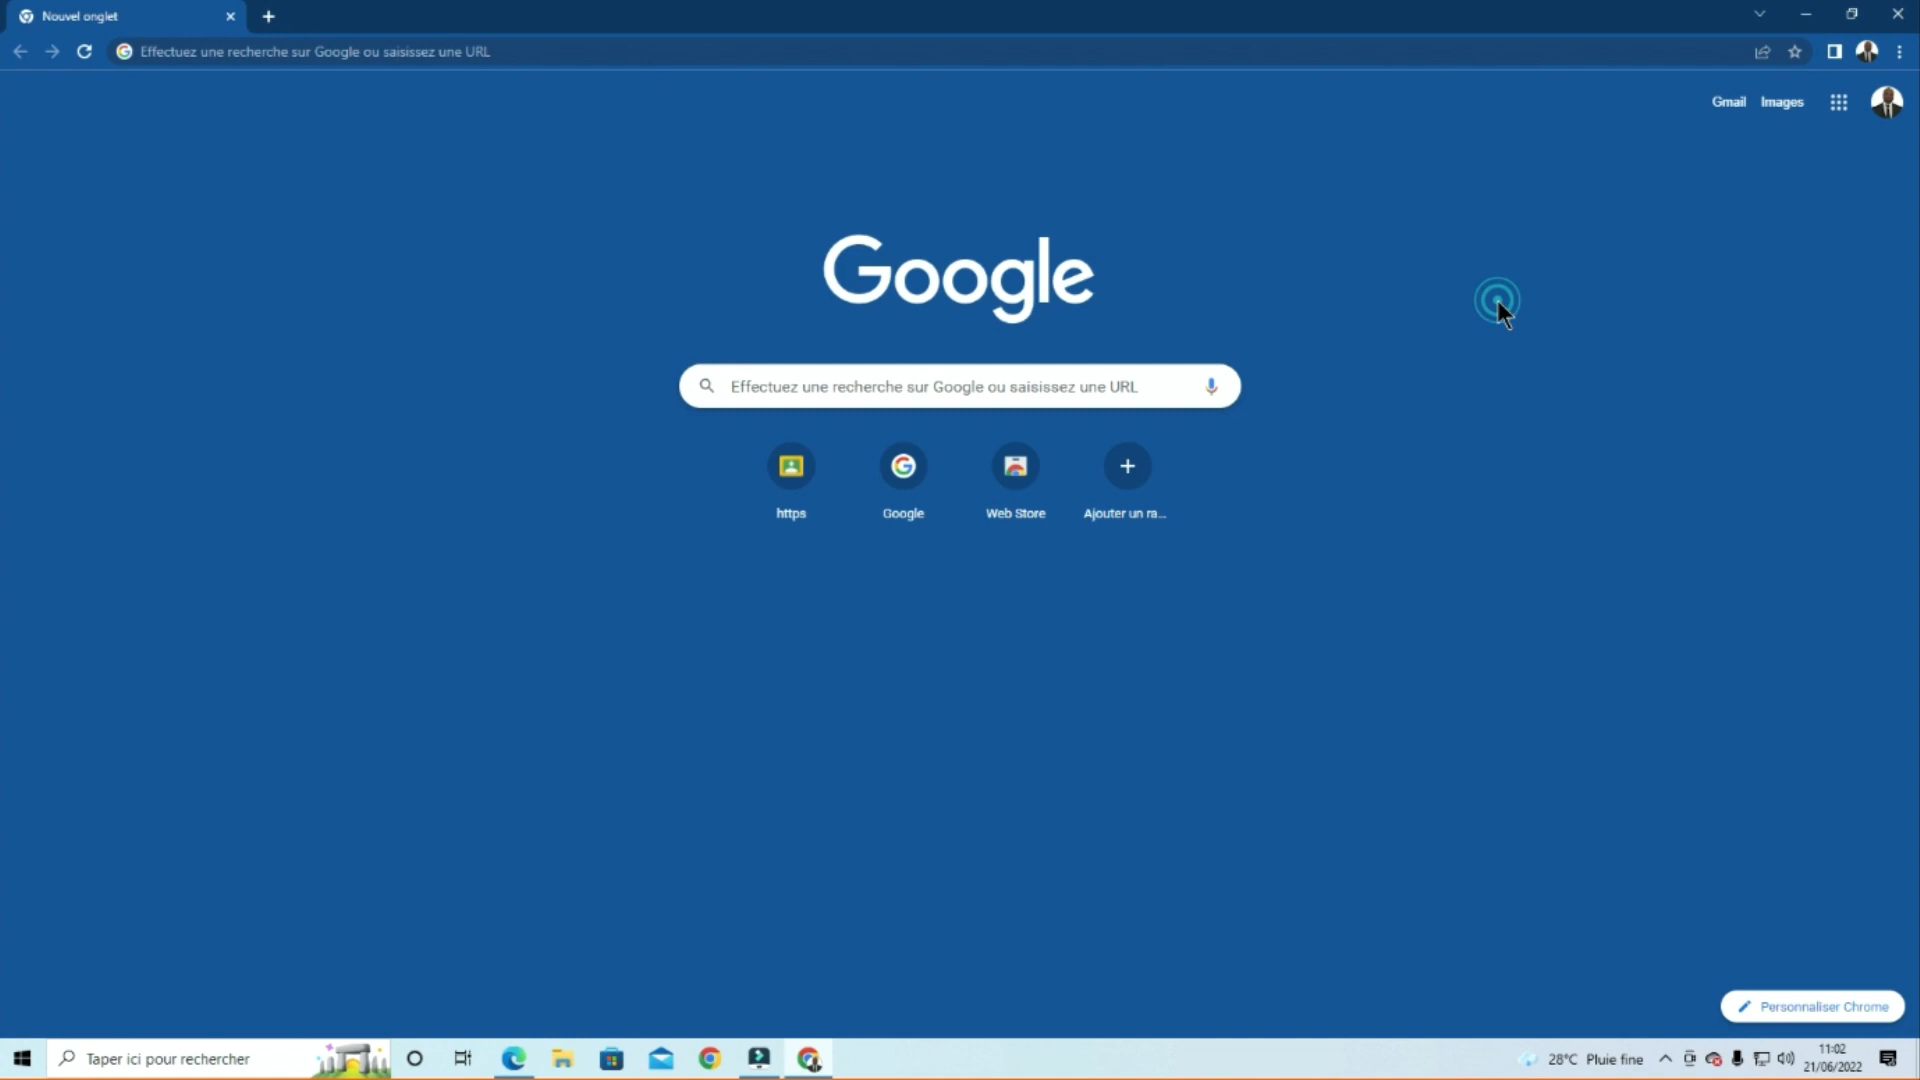 Nouvel onglet
Effectuez une recherche sur Google ou saisissez une URL
Gmail Images
Google
Effectuez une recherche sur Google ou saisissez une URL
https Google Web Store Ajouter un ra...
Personnaliser Chrome
Taper ici pour rechercher
28°C Pluie fine
11:02
21/06/2022